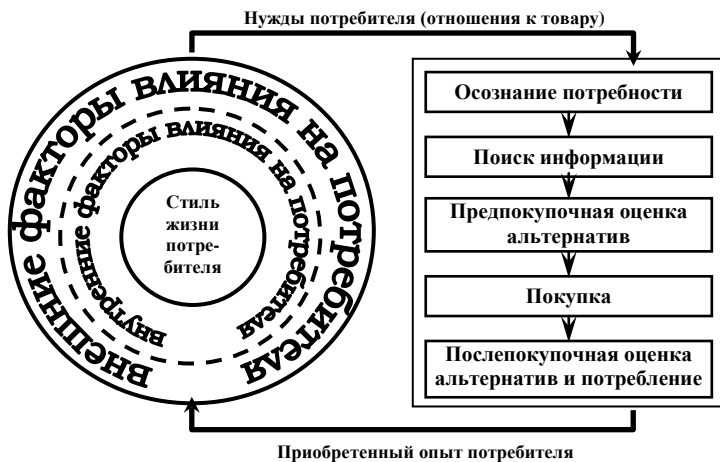 Нужды потребителя (отношения к товару)
внешние факторы влияния на потребителя
внутренние факторы влияния на потребителя
Стиль
жизни
потре-
бителя
Осознание потребности
Поиск информации
Предпокупочная оценка
альтернатив
Покупка
Послепокупочная оценка
альтернатив и потребление
Приобретенный опыт потребителя